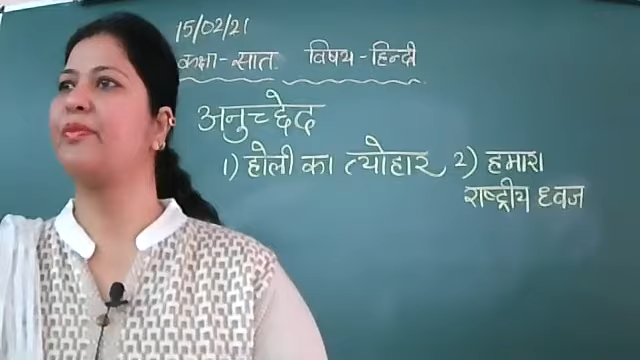 15/02/21
कक्षा - सात विषय - हिन्दी
अनुच्छेद
1) होली का त्योहार 2) हमारा
राष्ट्रीय ध्वज